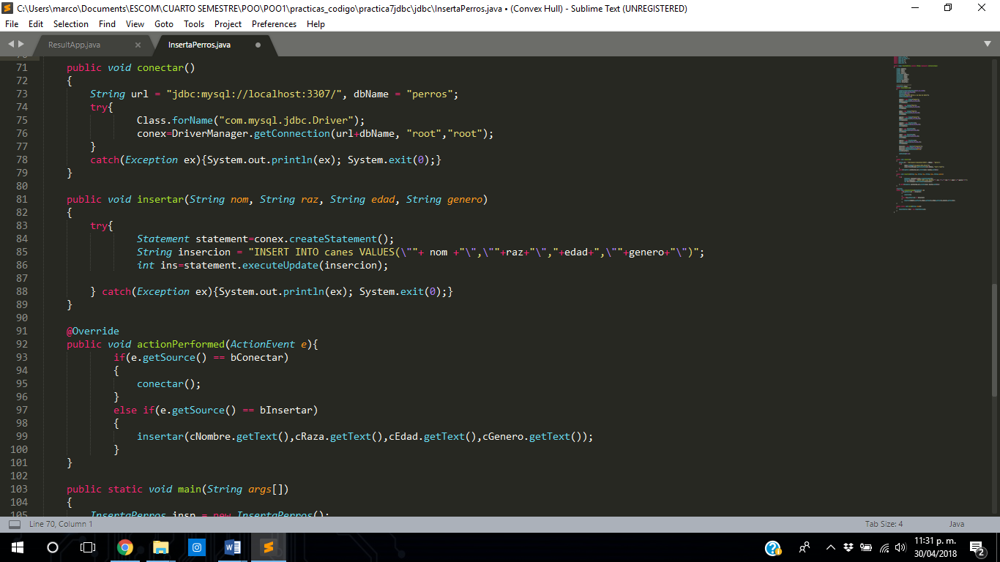 C:\Users\marco\Documents\ESCOM\CUARTO SEMESTRE\POO\POO1\practicas_codigo\practica7jdbc\jdbc\InsertaPerros.java • (Convex Hull) - Sublime Text (UNREGISTERED)
File Edit Selection Find View Goto Tools Project Preferences Help
ResultApp.java InsertaPerros.java
70
71 public void conectar()
72 {
73 String url = "jdbc:mysql://localhost:3307/", dbName = "perros";
74 try{
75 Class.forName("com.mysql.jdbc.Driver");
76 conex=DriverManager.getConnection(url+dbName, "root","root");
77 }
78 catch(Exception ex){System.out.println(ex); System.exit(0);}
79 }
80
81 public void insertar(String nom, String raz, String edad, String genero)
82 {
83 try{
84 Statement statement=conex.createStatement();
85 String insercion = "INSERT INTO canes VALUES(\""+ nom +"\",\""+raz+"\","+edad+",\""+genero+"\")";
86 int ins=statement.executeUpdate(insercion);
87
88 } catch(Exception ex){System.out.println(ex); System.exit(0);}
89 }
90
91 @Override
92 public void actionPerformed(ActionEvent e){
93 if(e.getSource() == bConectar)
94 {
95 conectar();
96 }
97 else if(e.getSource() == bInsertar)
98 {
99 insertar(cNombre.getText(),cRaza.getText(),cEdad.getText(),cGenero.getText());
100 }
101 }
102
103 public static void main(String args[])
104 {
105 InsertaPerros insp = new InsertaPerros();
Line 70, Column 1 Tab Size: 4 Java
11:31 p. m.
30/04/2018
2